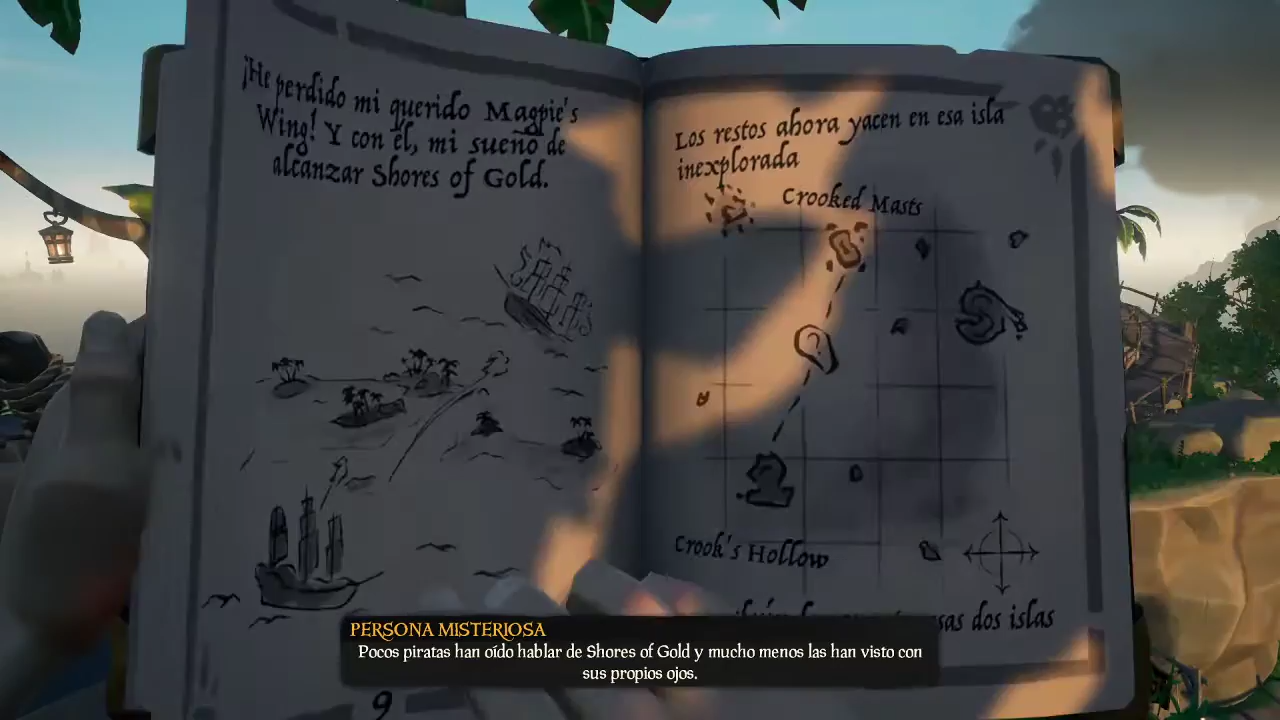 ¡He perdido mi querido Magpie's
Wing! Y con él, mi sueño de
alcanzar Shores of Gold.
9
Los restos ahora yacen en esa isla
inexplorada
Crooked Masts
?
Crook's Hollow
dos islas
PERSONA MISTERIOSA
Pocos piratas han oído hablar de Shores of Gold y mucho menos las han visto con
sus propios ojos.